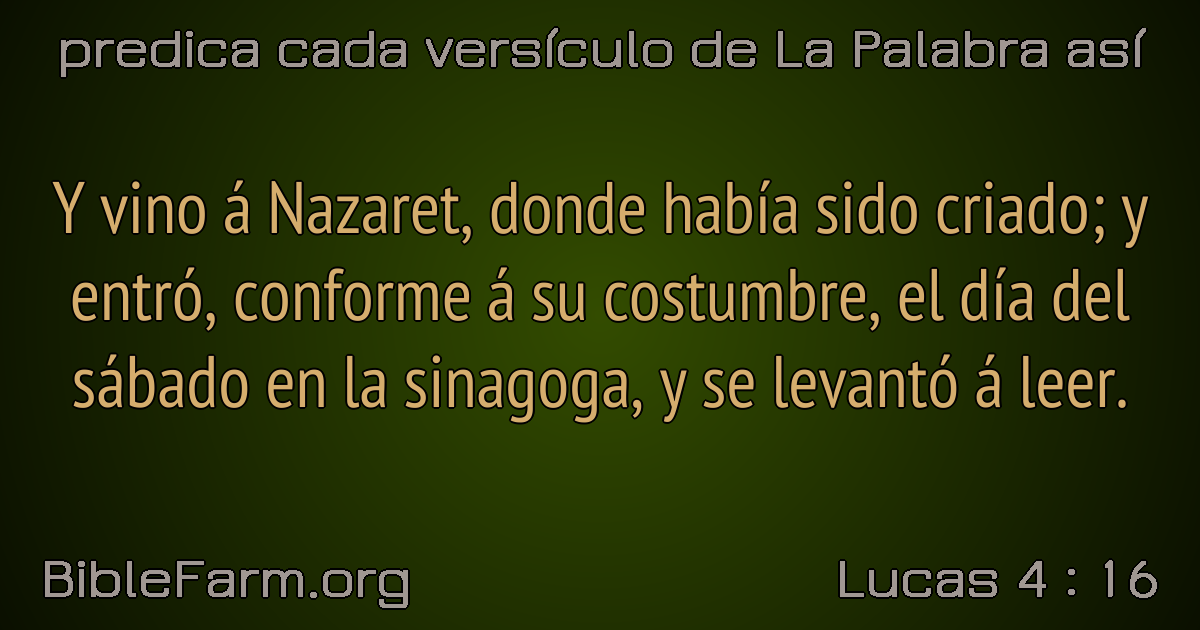 predica cada versículo de La Palabra así
Y vino á Nazaret, donde había sido criado; y
entró, conforme á su costumbre, el día del
sábado en la sinagoga, y se levantó á leer.
BibleFarm.org
Lucas 4 : 16